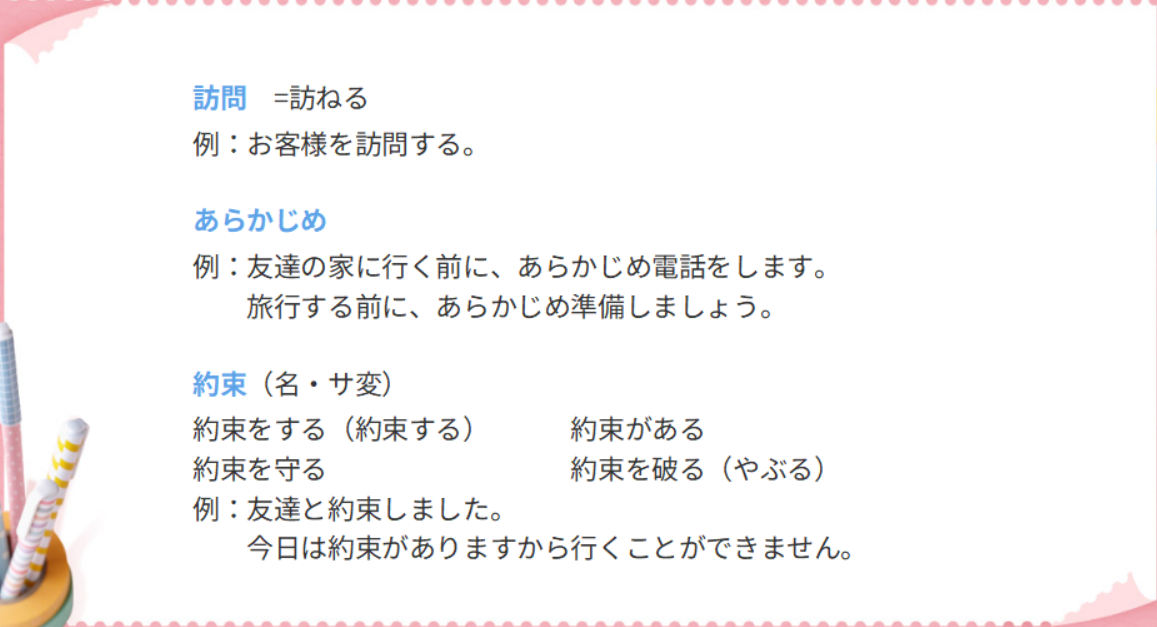 訪問　=訪ねる
例：お客様を訪問する。
あらかじめ
例：友達の家に行く前に、あらかじめ電話をします。
旅行する前に、あらかじめ準備しましょう。
約束（名・サ変）
約束をする（約束する）　約束がある
約束を守る　約束を破る（やぶる）
例：友達と約束しました。
今日は約束がありますから行くことができません。